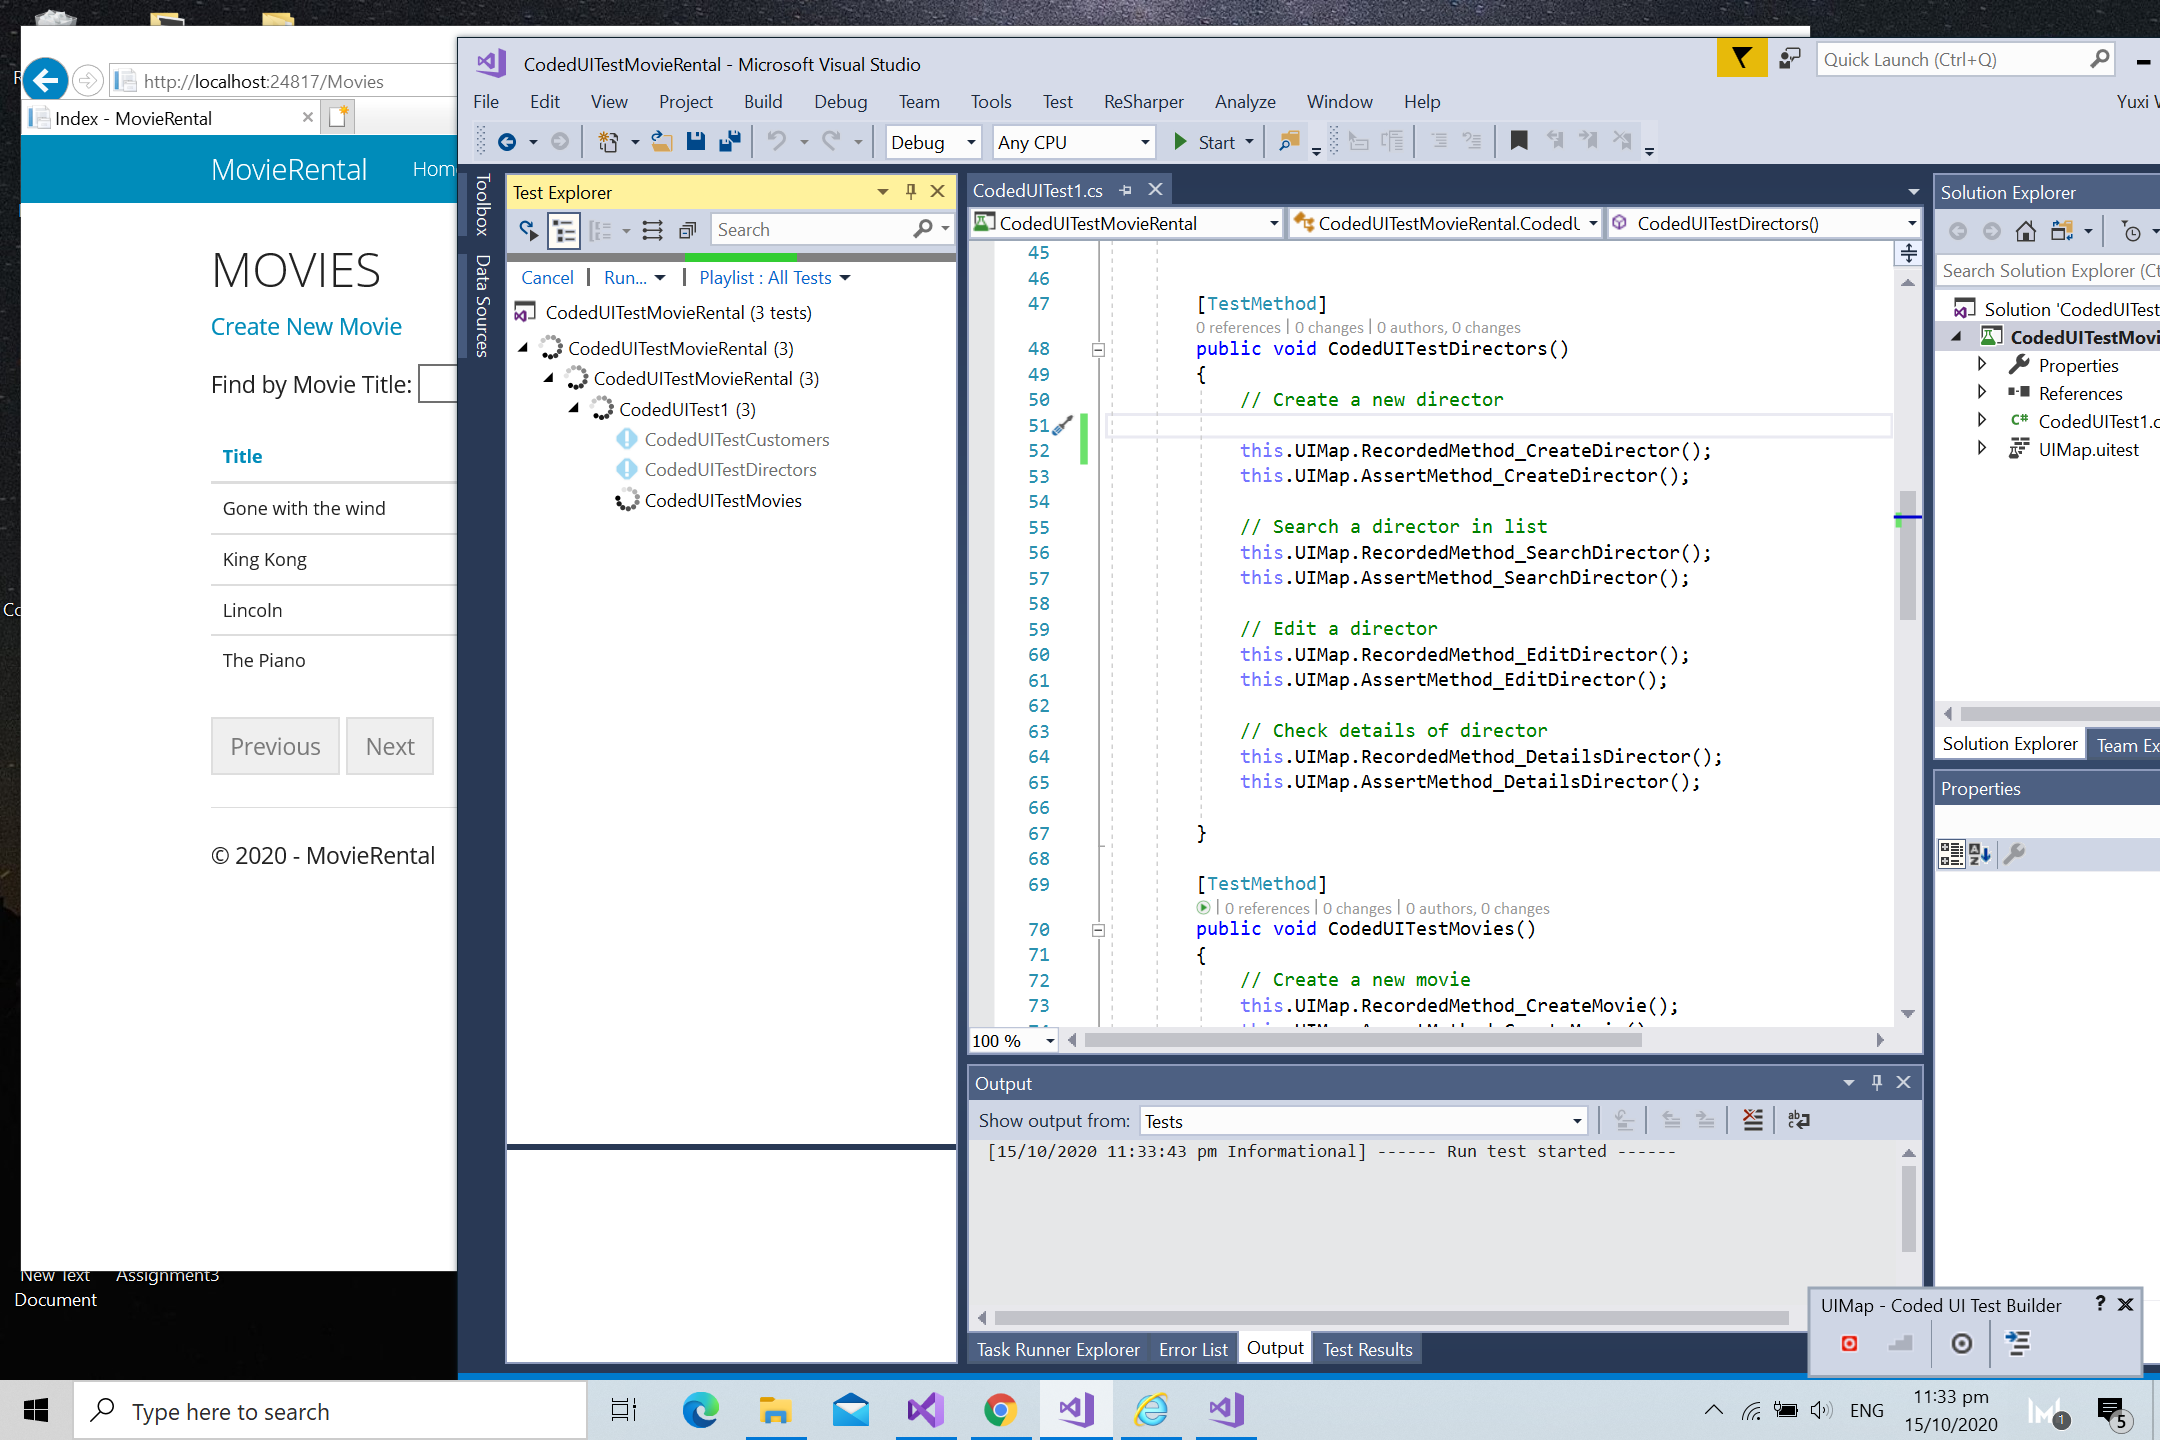 http://localhost:24817/Movies
Index - MovieRental
MovieRental
MOVIES
Create New Movie
Find by Movie Title:
Title
Gone with the wind
King Kong
Lincoln
The Piano
Previous
Next
© 2020 - MovieRental
New Text
Document
Assignment3
CodedUITestMovieRental - Microsoft Visual Studio
Quick Launch (Ctrl+Q)
File Edit View Project Build Debug Team Tools Test ReSharper Analyze Window Help
Yuxi
Debug
Any CPU
Start
Toolbox
Data Sources
Test Explorer
Search
Cancel | Run... | Playlist : All Tests
CodedUITestMovieRental (3 tests)
CodedUITestMovieRental (3)
CodedUITestMovieRental (3)
CodedUITest1 (3)
CodedUITestCustomers
CodedUITestDirectors
CodedUITestMovies
CodedUITest1.cs
CodedUITestMovieRental
CodedUITestMovieRental.CodedU
CodedUITestDirectors()
45
46
47 [TestMethod]
0 references | 0 changes | 0 authors, 0 changes
48 public void CodedUITestDirectors()
49 {
50 // Create a new director
51
52 this.UIMap.RecordedMethod_CreateDirector();
53 this.UIMap.AssertMethod_CreateDirector();
54
55 // Search a director in list
56 this.UIMap.RecordedMethod_SearchDirector();
57 this.UIMap.AssertMethod_SearchDirector();
58
59 // Edit a director
60 this.UIMap.RecordedMethod_EditDirector();
61 this.UIMap.AssertMethod_EditDirector();
62
63 // Check details of director
64 this.UIMap.RecordedMethod_DetailsDirector();
65 this.UIMap.AssertMethod_DetailsDirector();
66
67 }
68
69 [TestMethod]
| 0 references | 0 changes | 0 authors, 0 changes
70 public void CodedUITestMovies()
71 {
72 // Create a new movie
73 this.UIMap.RecordedMethod_CreateMovie();
100 %
Output
Show output from: Tests
[15/10/2020 11:33:43 pm Informational] ------ Run test started ------
Task Runner Explorer Error List Output Test Results
Solution Explorer
Search Solution Explorer (Ct
Solution 'CodedUITest
CodedUITestMovi
Properties
References
CodedUITest1.c
UIMap.uitest
Solution Explorer Team Ex
Properties
UIMap - Coded UI Test Builder
Type here to search
ENG
11:33 pm
15/10/2020
1
5